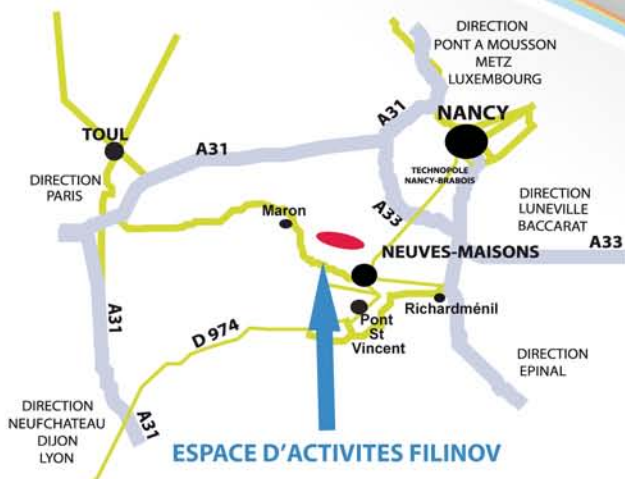 DIRECTION
PONT A MOUSSON
METZ
LUXEMBOURG
A31
NANCY
TOUL
A31
TECHNOPOLE
NANCY-BRABOIS
DIRECTION
PARIS
DIRECTION
LUNEVILLE
BACCARAT
Maron
A33
A33
NEUVES-MAISONS
A31
Richardménil
D 974
Pont
St
Vincent
DIRECTION
EPINAL
DIRECTION
NEUFCHATEAU
DIJON
LYON
A31
ESPACE D'ACTIVITES FILINOV